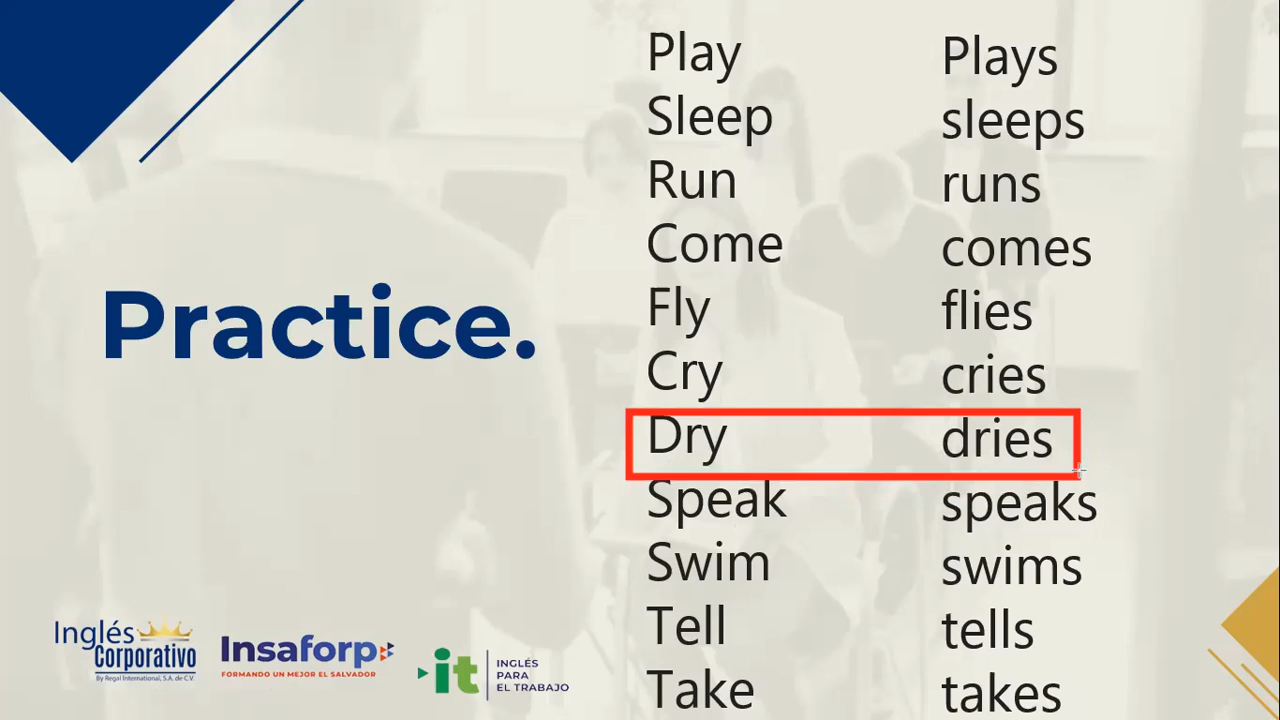 Practice.
Play Plays
Sleep sleeps
Run runs
Come comes
Fly flies
Cry cries
Dry dries
Speak speaks
Swim swims
Tell tells
Take takes
Inglés
Corporativo
By Regal International, S.A. de C.V.
Insaforp
FORMANDO UN MEJOR EL SALVADOR
it
INGLÉS
PARA
EL TRABAJO